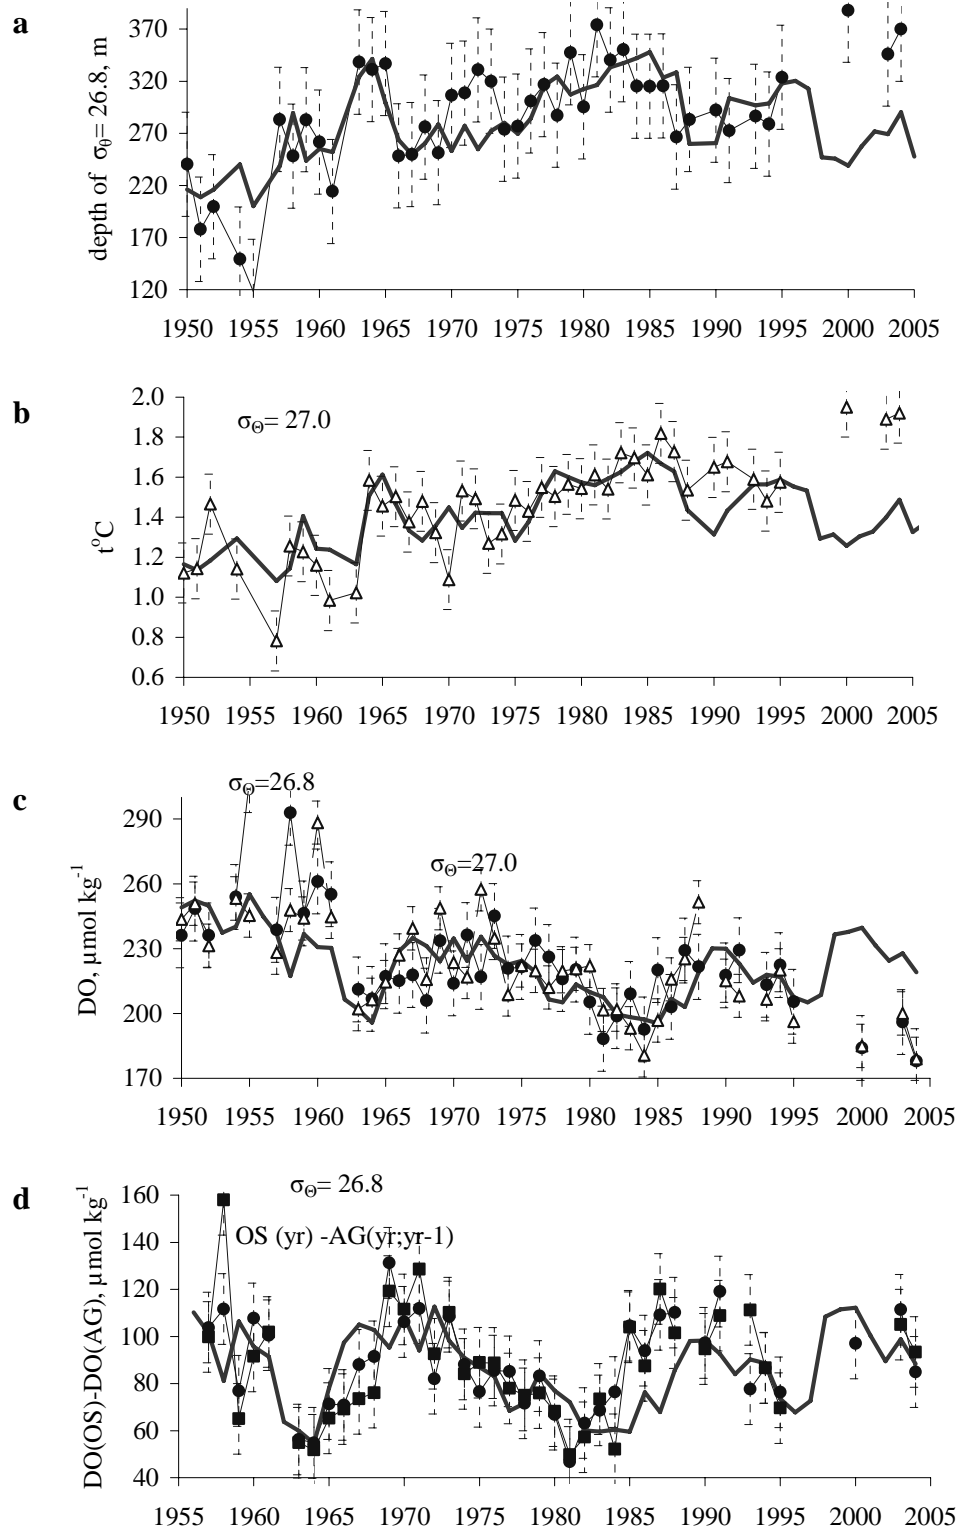 a
depth of σθ= 26.8, m
370
320
270
220
170
120
1950 1955 1960 1965 1970 1975 1980 1985 1990 1995 2000 2005
b
t°C
σΘ= 27.0
2.0
1.8
1.6
1.4
1.2
1.0
0.8
0.6
1950 1955 1960 1965 1970 1975 1980 1985 1990 1995 2000 2005
c
DO, µmol kg-1
σΘ=26.8
σΘ=27.0
290
260
230
200
170
1950 1955 1960 1965 1970 1975 1980 1985 1990 1995 2000 2005
d
DO(OS)-DO(AG), µmol kg-1
σΘ= 26.8
OS (yr) -AG(yr;yr-1)
160
140
120
100
80
60
40
1955 1960 1965 1970 1975 1980 1985 1990 1995 2000 2005